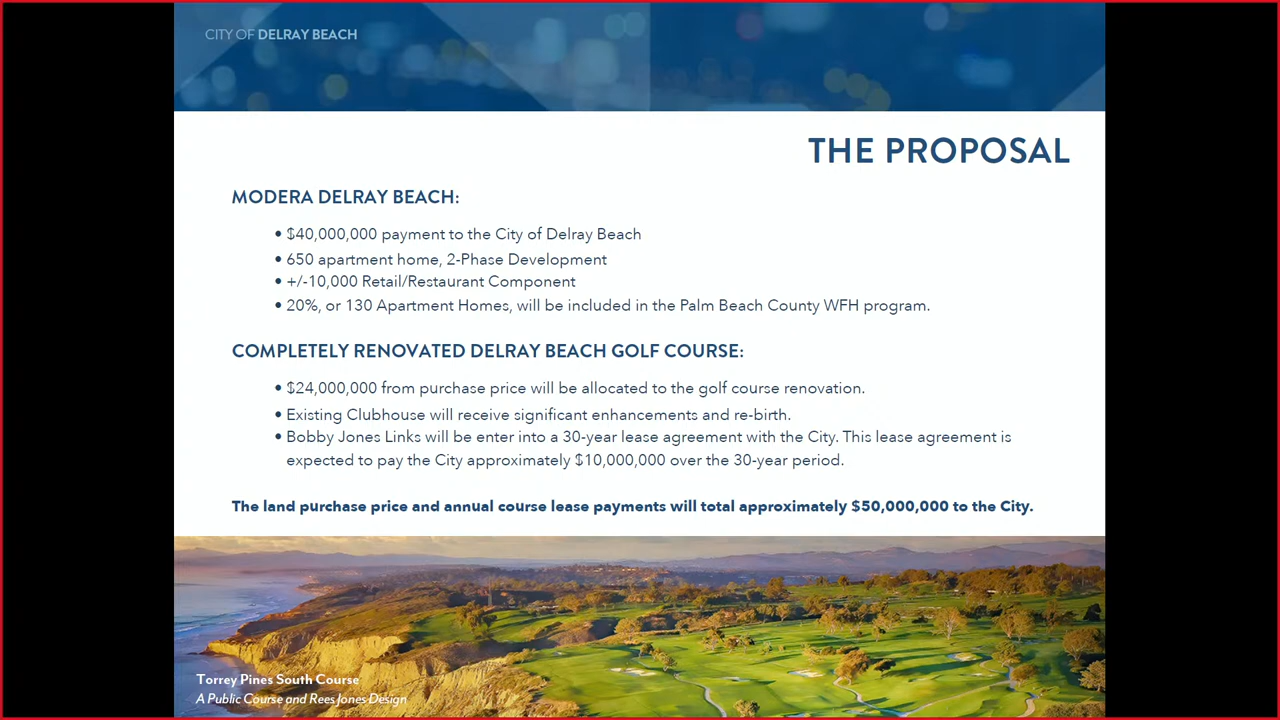 CITY OF DELRAY BEACH
THE PROPOSAL
MODERA DELRAY BEACH:
• $40,000,000 payment to the City of Delray Beach
• 650 apartment home, 2-Phase Development
• +/-10,000 Retail/Restaurant Component
• 20%, or 130 Apartment Homes, will be included in the Palm Beach County WFH program.
COMPLETELY RENOVATED DELRAY BEACH GOLF COURSE:
• $24,000,000 from purchase price will be allocated to the golf course renovation.
• Existing Clubhouse will receive significant enhancements and re-birth.
• Bobby Jones Links will be enter into a 30-year lease agreement with the City. This lease agreement is
expected to pay the City approximately $10,000,000 over the 30-year period.
The land purchase price and annual course lease payments will total approximately $50,000,000 to the City.
Torrey Pines South Course
A Public Course and Rees Jones Design